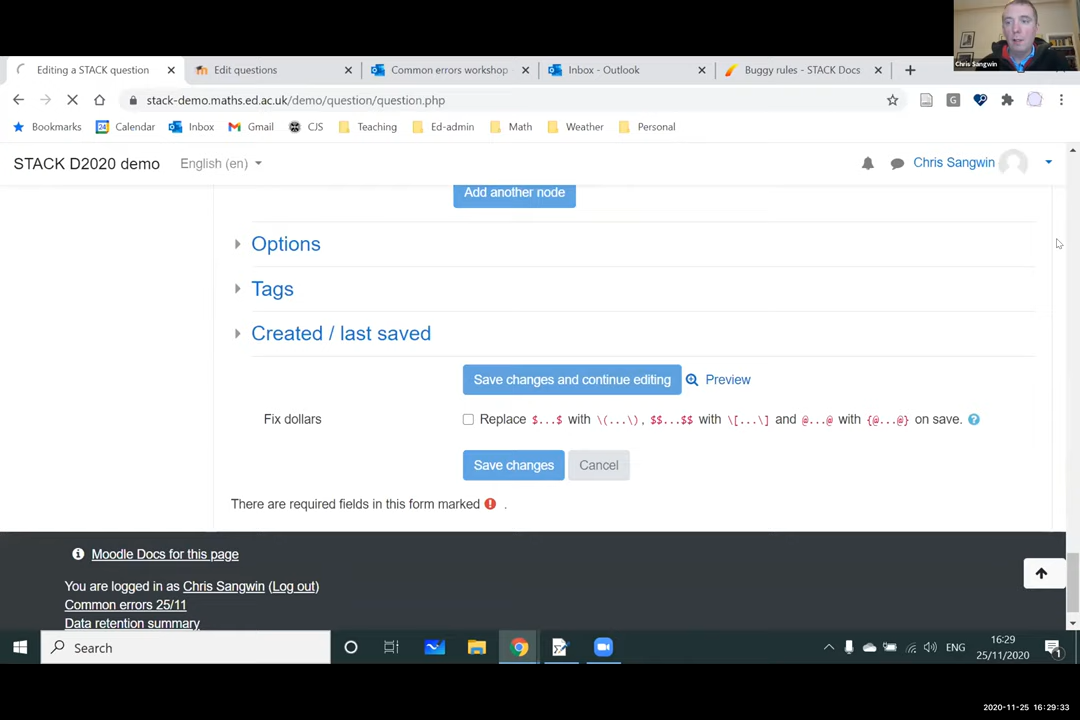 Chris Sangwin
Editing a STACK question
Edit questions
Common errors workshop
Inbox - Outlook
Buggy rules - STACK Docs
stack-demo.maths.ed.ac.uk/demo/question/question.php
Bookmarks
Calendar
Inbox
Gmail
CJS
Teaching
Ed-admin
Math
Weather
Personal
STACK D2020 demo
English (en)
Chris Sangwin
Add another node
Options
Tags
Created / last saved
Save changes and continue editing
Preview
Fix dollars
Replace $...$ with \(...\), $$...$$ with \[...\] and @...@ with {@...@} on save.
Save changes
Cancel
There are required fields in this form marked .
Moodle Docs for this page
You are logged in as Chris Sangwin (Log out)
Common errors 25/11
Data retention summary
Search
ENG
16:29
25/11/2020
2020-11-25 16:29:33